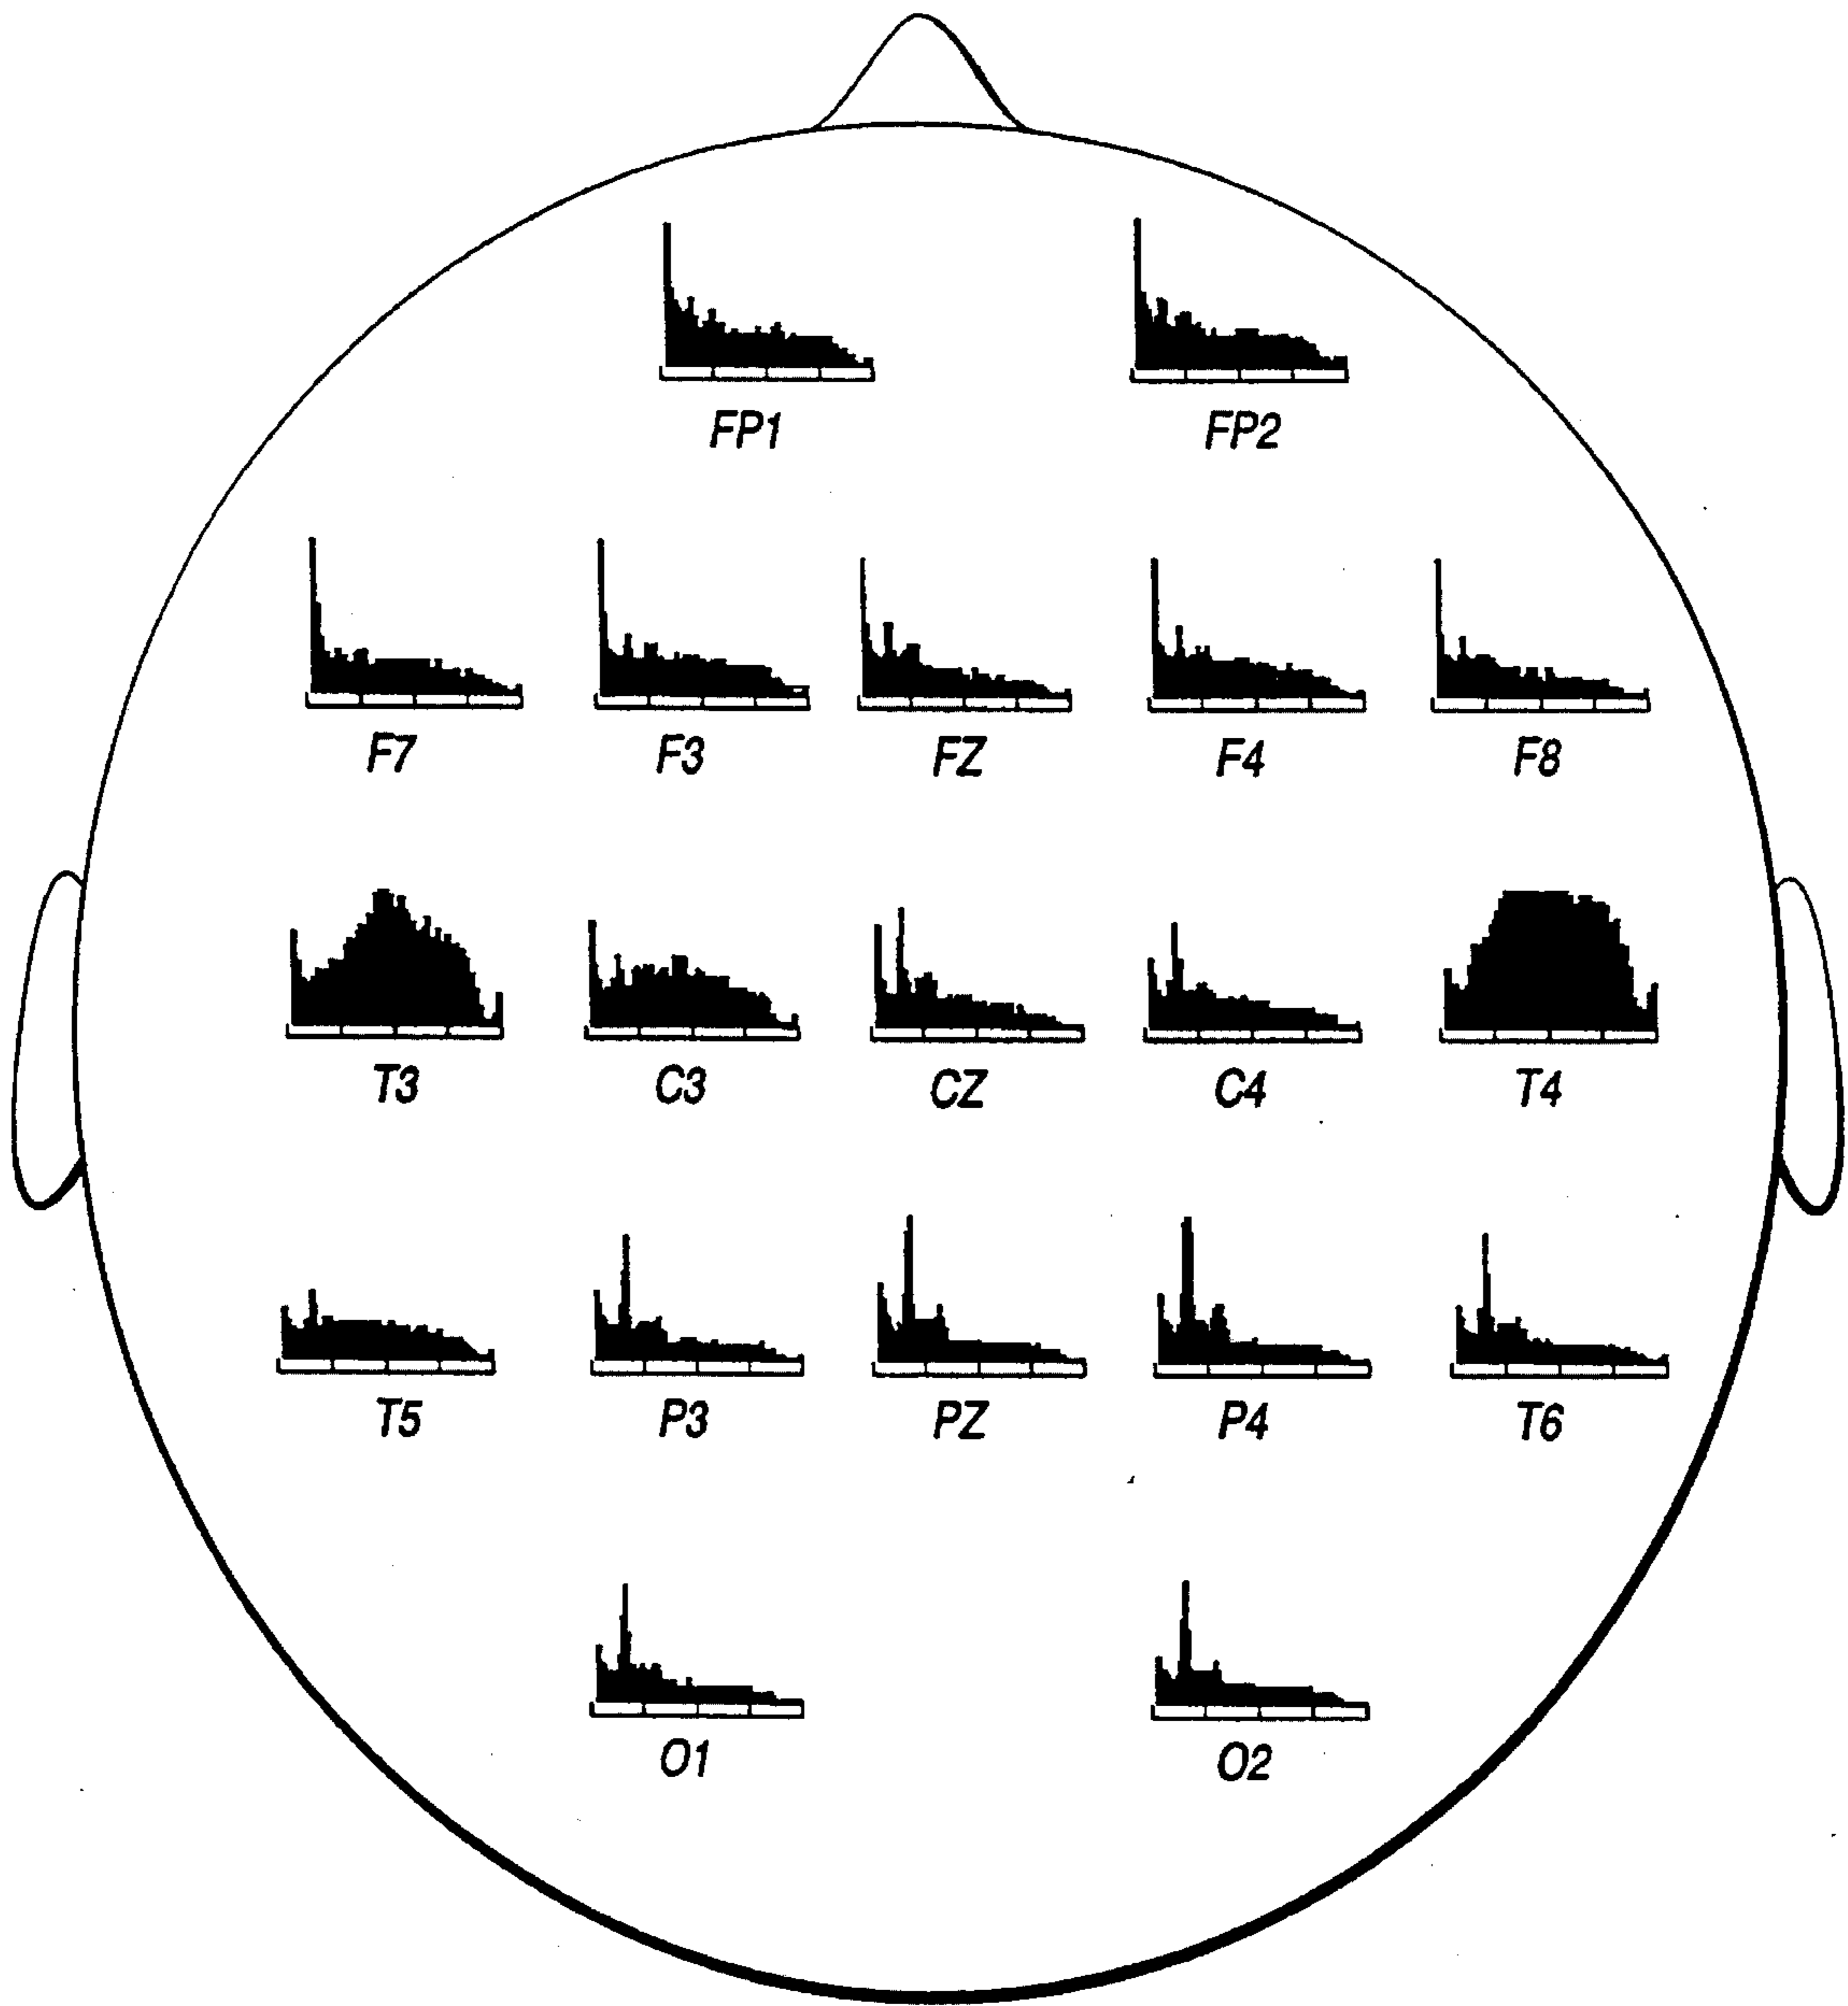 FP1 FP2
F7 F3 FZ F4 F8
T3 C3 CZ C4 T4
T5 P3 PZ P4 T6
O1 O2